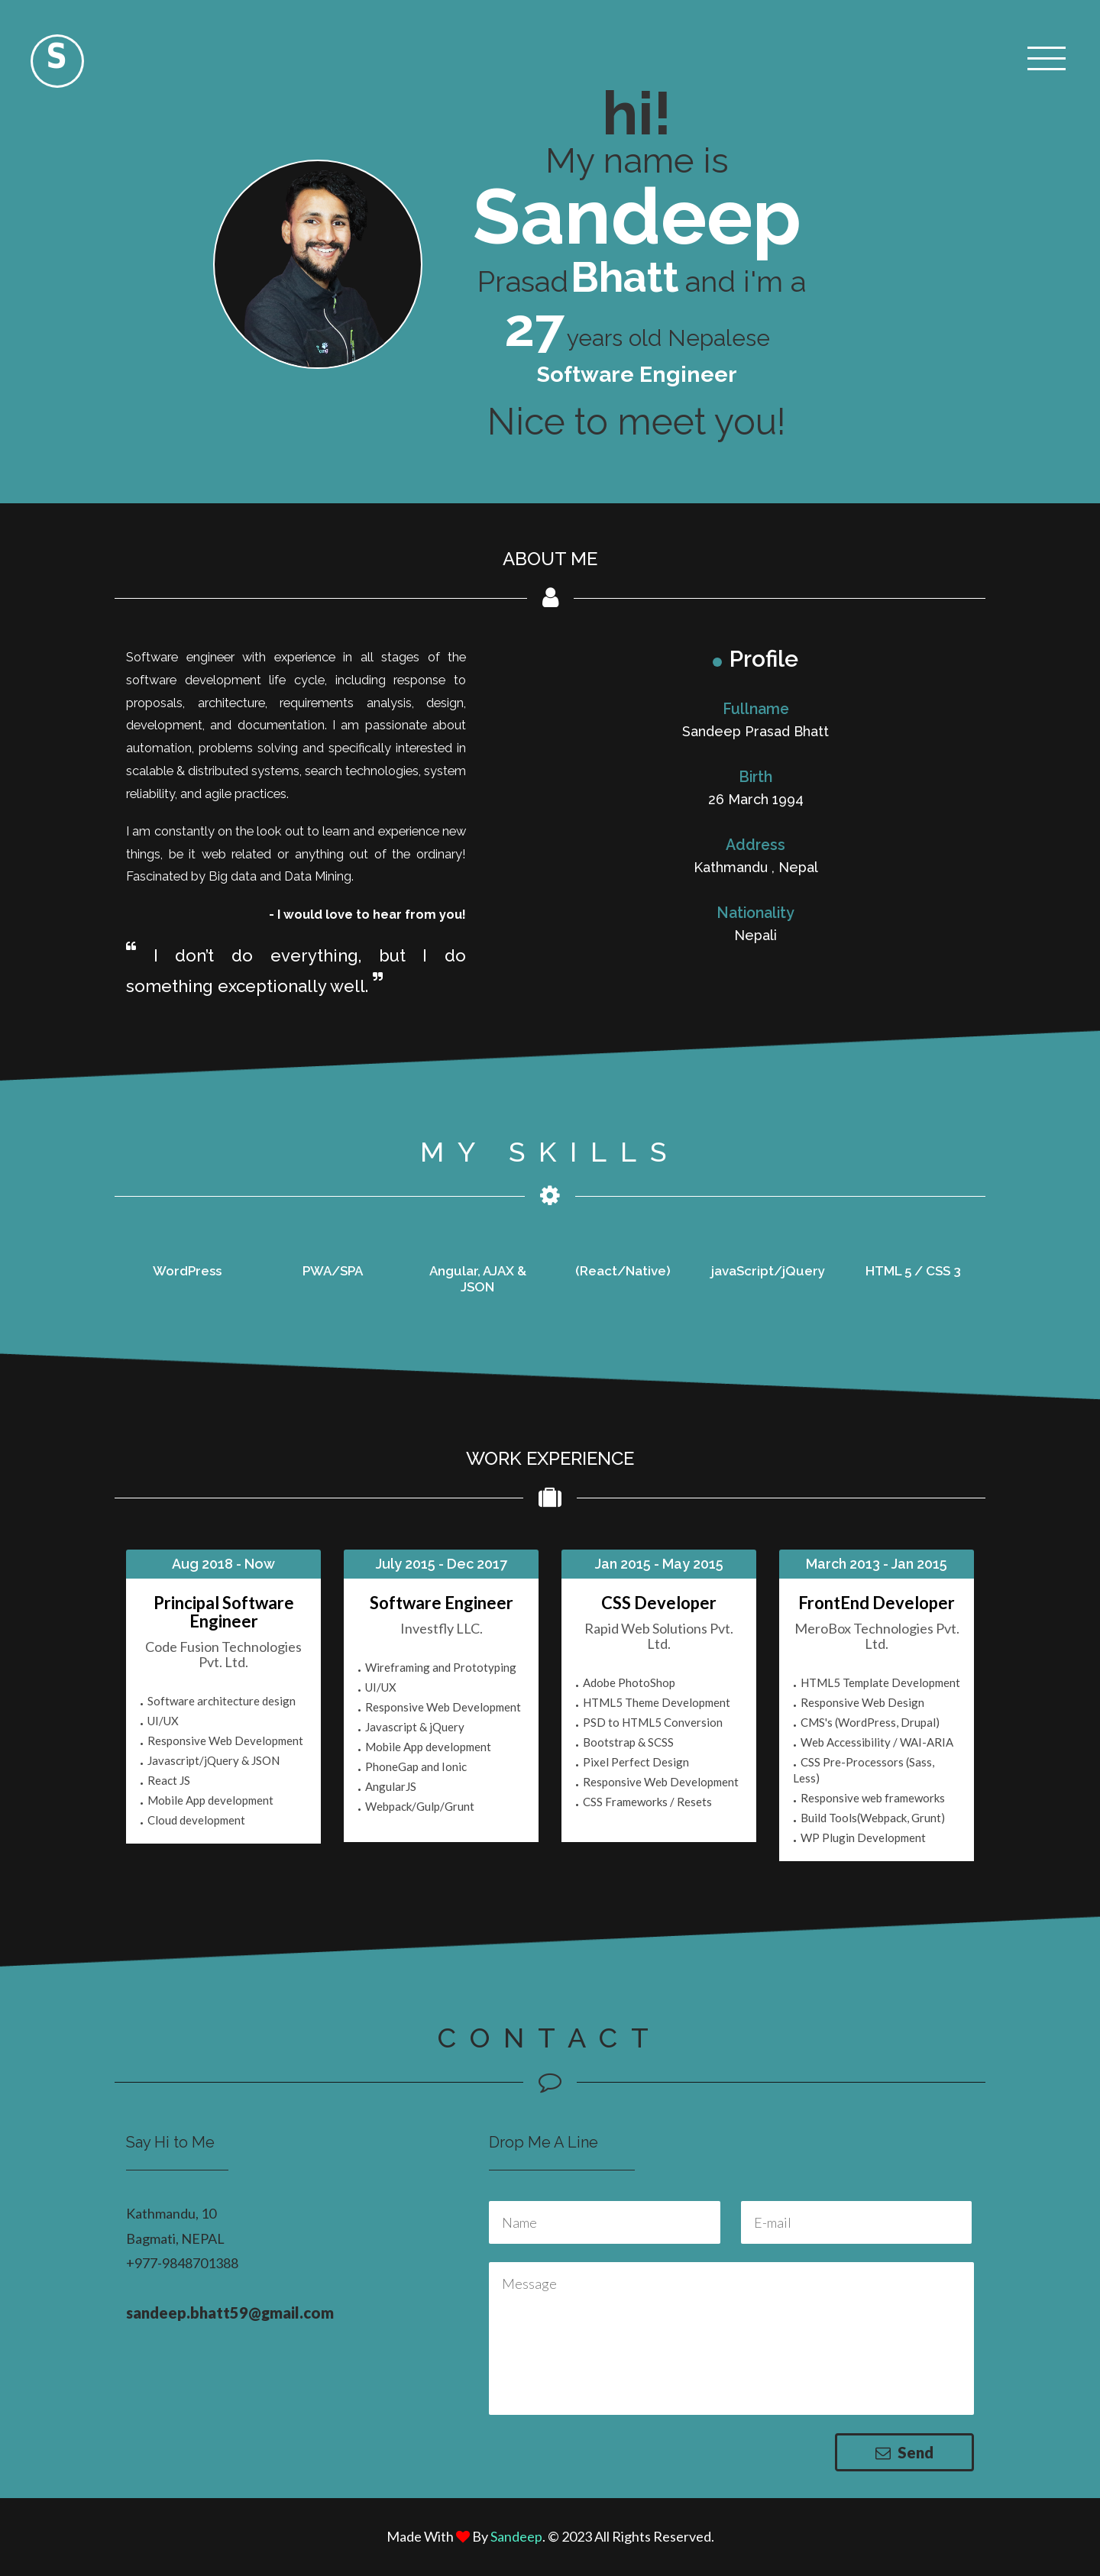 S
hi!
My name is
Sandeep
Prasad Bhatt and i'm a
27 years old Nepalese
Software Engineer
Nice to meet you!
ABOUT ME
Software engineer with experience in all stages of the
software development life cycle, including response to
proposals, architecture, requirements analysis, design,
development, and documentation. I am passionate about
automation, problems solving and specifically interested in
scalable & distributed systems, search technologies, system
reliability, and agile practices.
I am constantly on the look out to learn and experience new
things, be it web related or anything out of the ordinary!
Fascinated by Big data and Data Mining.
- I would love to hear from you!
“ I don't do everything, but I do
something exceptionally well. ”
Profile
Fullname
Sandeep Prasad Bhatt
Birth
26 March 1994
Address
Kathmandu , Nepal
Nationality
Nepali
MY SKILLS
WordPress
PWA/SPA
Angular, AJAX &
JSON
(React/Native)
javaScript/jQuery
HTML 5 / CSS 3
WORK EXPERIENCE
Aug 2018 - Now
Principal Software
Engineer
Code Fusion Technologies
Pvt. Ltd.
. Software architecture design
. UI/UX
. Responsive Web Development
. Javascript/jQuery & JSON
. React JS
. Mobile App development
. Cloud development
July 2015 - Dec 2017
Software Engineer
Investfly LLC.
. Wireframing and Prototyping
. UI/UX
. Responsive Web Development
. Javascript & jQuery
. Mobile App development
. PhoneGap and Ionic
. AngularJS
. Webpack/Gulp/Grunt
Jan 2015 - May 2015
CSS Developer
Rapid Web Solutions Pvt.
Ltd.
. Adobe PhotoShop
. HTML5 Theme Development
. PSD to HTML5 Conversion
. Bootstrap & SCSS
. Pixel Perfect Design
. Responsive Web Development
. CSS Frameworks / Resets
March 2013 - Jan 2015
FrontEnd Developer
MeroBox Technologies Pvt.
Ltd.
. HTML5 Template Development
. Responsive Web Design
. CMS's (WordPress, Drupal)
. Web Accessibility / WAI-ARIA
. CSS Pre-Processors (Sass,
Less)
. Responsive web frameworks
. Build Tools(Webpack, Grunt)
. WP Plugin Development
CONTACT
Say Hi to Me
Kathmandu, 10
Bagmati, NEPAL
+977-9848701388
sandeep.bhatt59@gmail.com
Drop Me A Line
Name
E-mail
Message
Send
Made With ❤ By Sandeep. © 2023 All Rights Reserved.